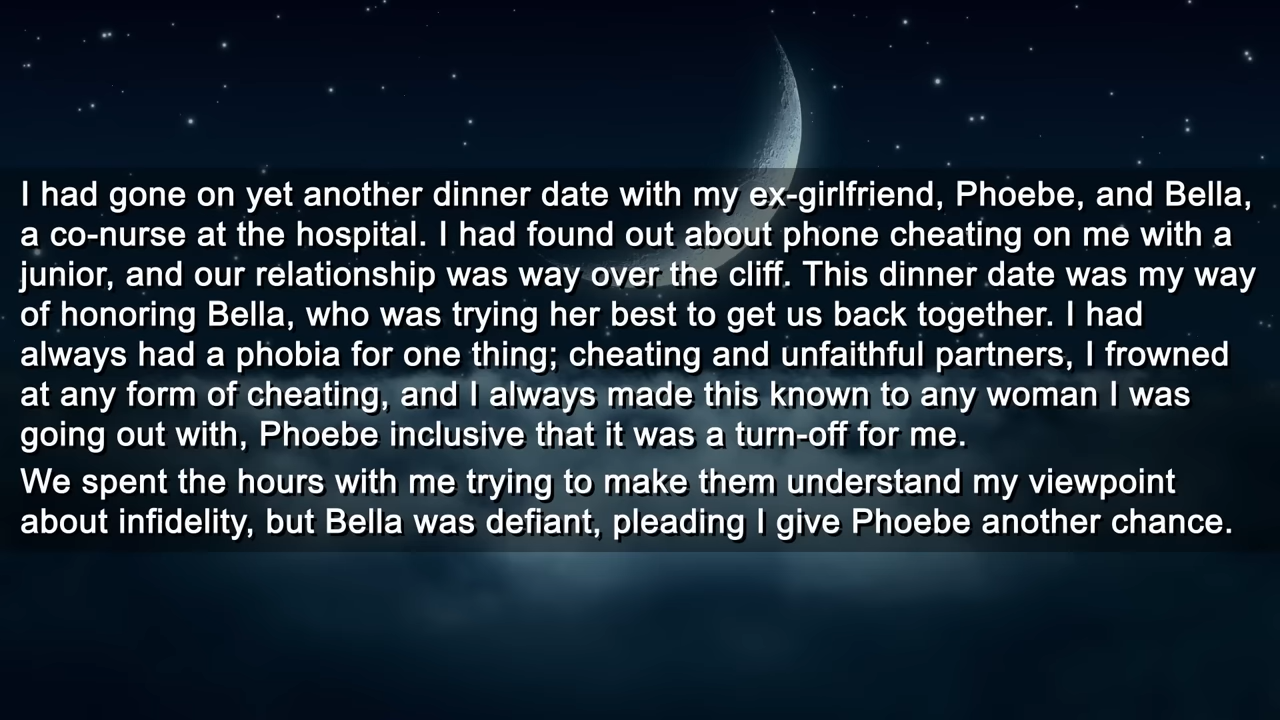 I had gone on yet another dinner date with my ex-girlfriend, Phoebe, and Bella,
a co-nurse at the hospital. I had found out about phone cheating on me with a
junior, and our relationship was way over the cliff. This dinner date was my way
of honoring Bella, who was trying her best to get us back together. I had
always had a phobia for one thing; cheating and unfaithful partners, I frowned
at any form of cheating, and I always made this known to any woman I was
going out with, Phoebe inclusive that it was a turn-off for me.
We spent the hours with me trying to make them understand my viewpoint
about infidelity, but Bella was defiant, pleading I give Phoebe another chance.